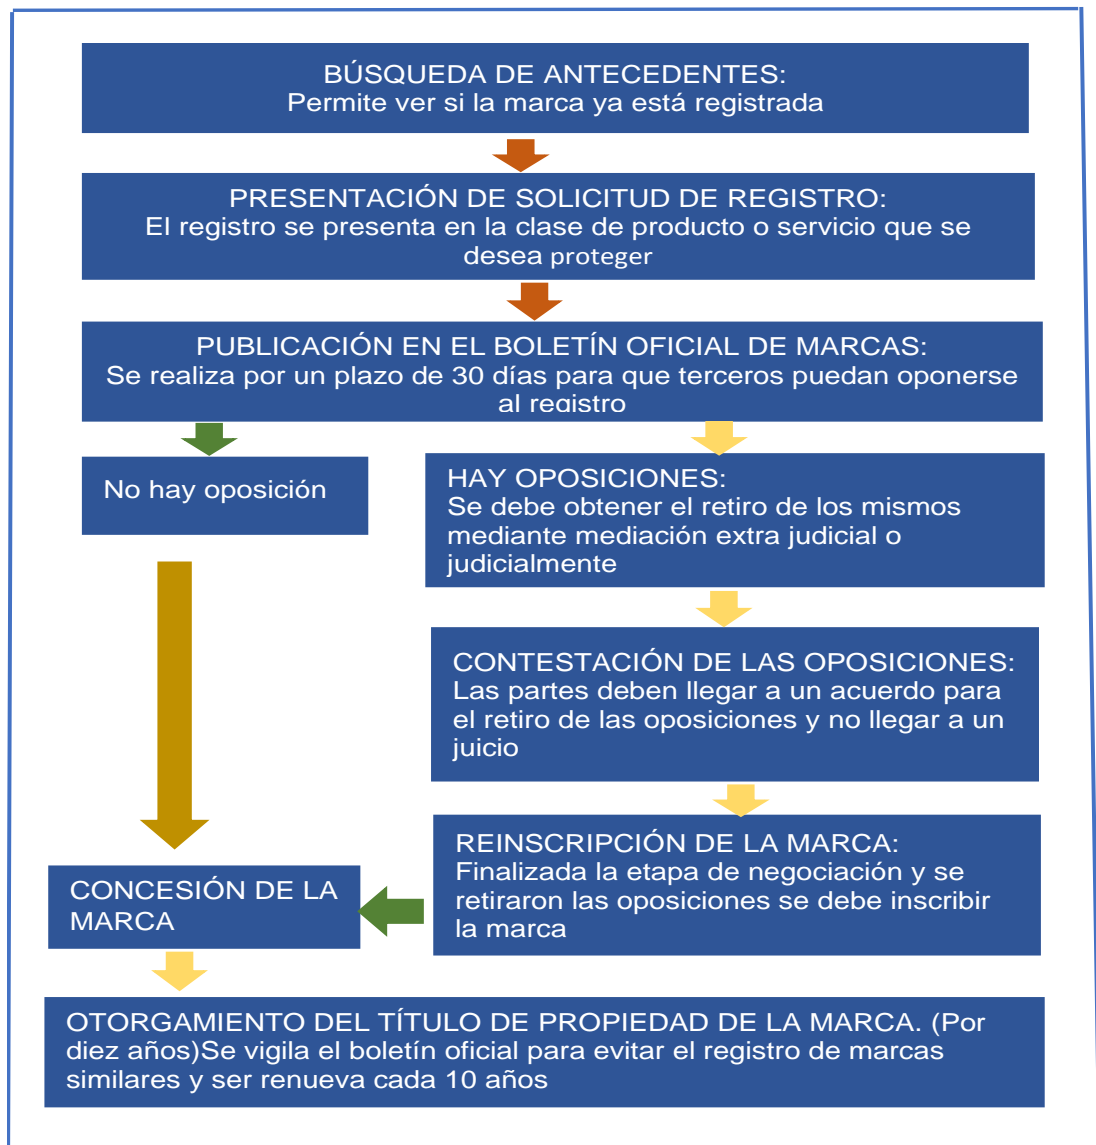 BÚSQUEDA DE ANTECEDENTES:
Permite ver si la marca ya está registrada
PRESENTACIÓN DE SOLICITUD DE REGISTRO:
El registro se presenta en la clase de producto o servicio que se
desea proteger
PUBLICACIÓN EN EL BOLETÍN OFICIAL DE MARCAS:
Se realiza por un plazo de 30 días para que terceros puedan oponerse
al registro
No hay oposición
HAY OPOSICIONES:
Se debe obtener el retiro de los mismos
mediante mediación extra judicial o
judicialmente
CONTESTACIÓN DE LAS OPOSICIONES:
Las partes deben llegar a un acuerdo para
el retiro de las oposiciones y no llegar a un
juicio
REINSCRIPCIÓN DE LA MARCA:
Finalizada la etapa de negociación y se
retiraron las oposiciones se debe inscribir
la marca
CONCESIÓN DE LA
MARCA
OTORGAMIENTO DEL TÍTULO DE PROPIEDAD DE LA MARCA. (Por
diez años)Se vigila el boletín oficial para evitar el registro de marcas
similares y ser renueva cada 10 años